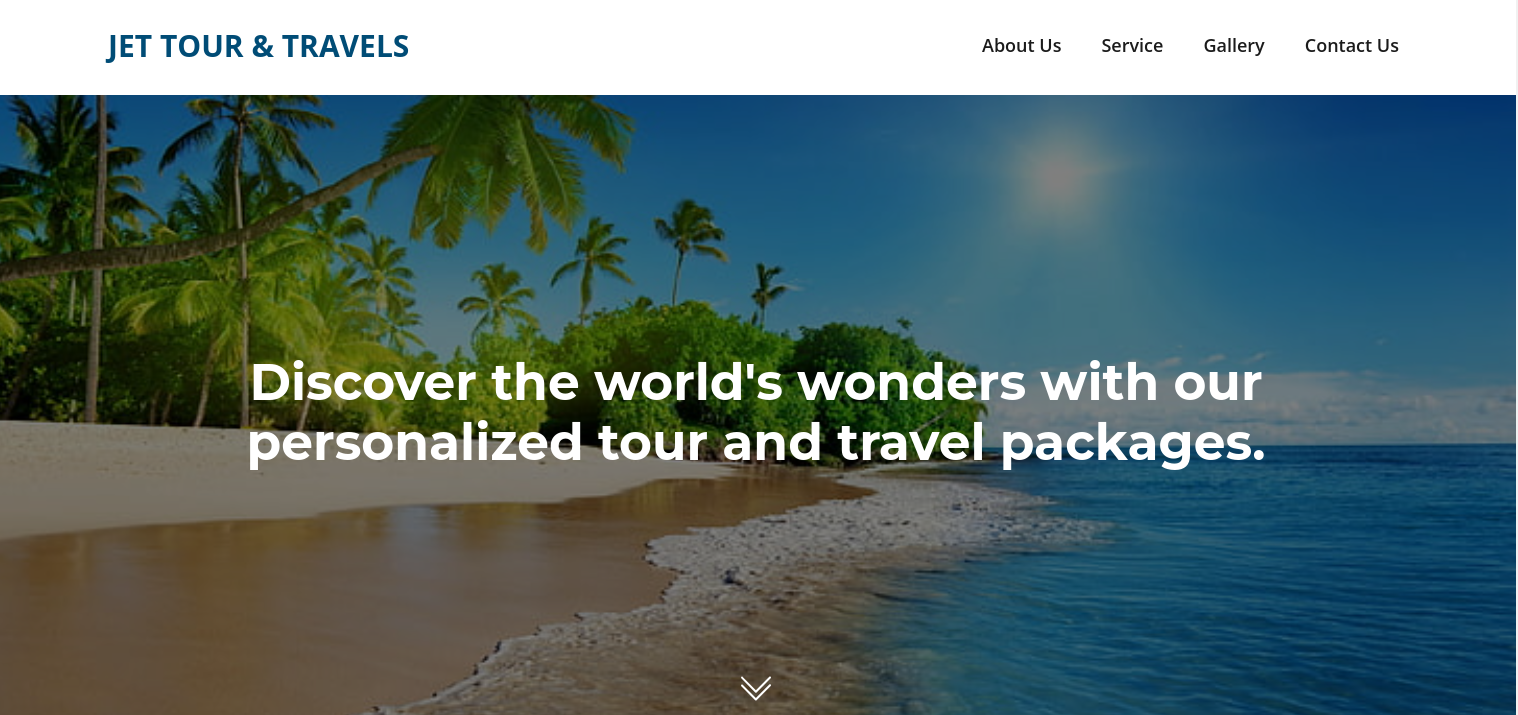 JET TOUR & TRAVELS
About Us
Service
Gallery
Contact Us
Discover the world's wonders with our
personalized tour and travel packages.